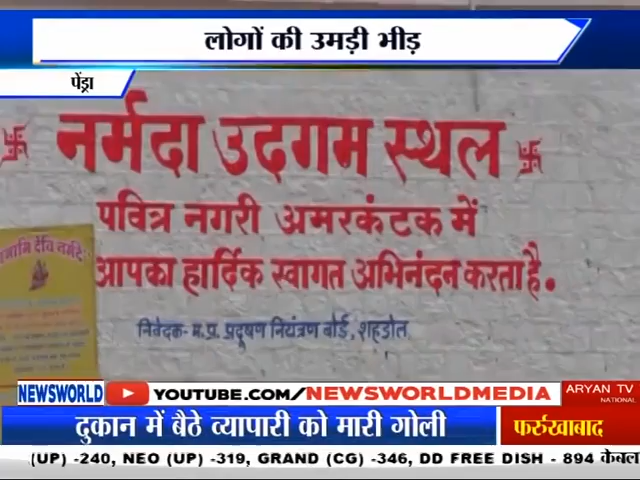 लोगों की उमड़ी भीड़
पेंड्रा
卐 नर्मदा उदगम स्थल 卐
पवित्र नगरी अमरकंटक में
आपका हार्दिक स्वागत अभिनंदन करता है.
निवेदक- म.प्र. प्रदूषण नियंत्रण बोर्ड, शहडोल
NEWSWORLD YOUTUBE.COM/NEWSWORLDMEDIA
ARYAN TV
NATIONAL
दुकान में बैठे व्यापारी को मारी गोली
फर्रुखाबाद
(UP) -240, NEO (UP) -319, GRAND (CG) -346, DD FREE DISH - 894 केबल